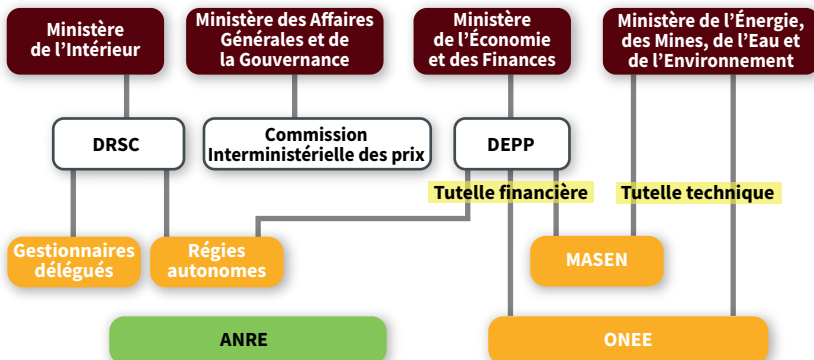 Ministère
de l’Intérieur
Ministère des Affaires
Générales et de
la Gouvernance
Ministère
de l’Économie
et des Finances
Ministère de l’Énergie,
des Mines, de l’Eau et
de l’Environnement
DRSC
Commission
Interministérielle des prix
DEPP
Tutelle financière
Tutelle technique
Gestionnaires
délégués
Régies
autonomes
MASEN
ANRE
ONEE